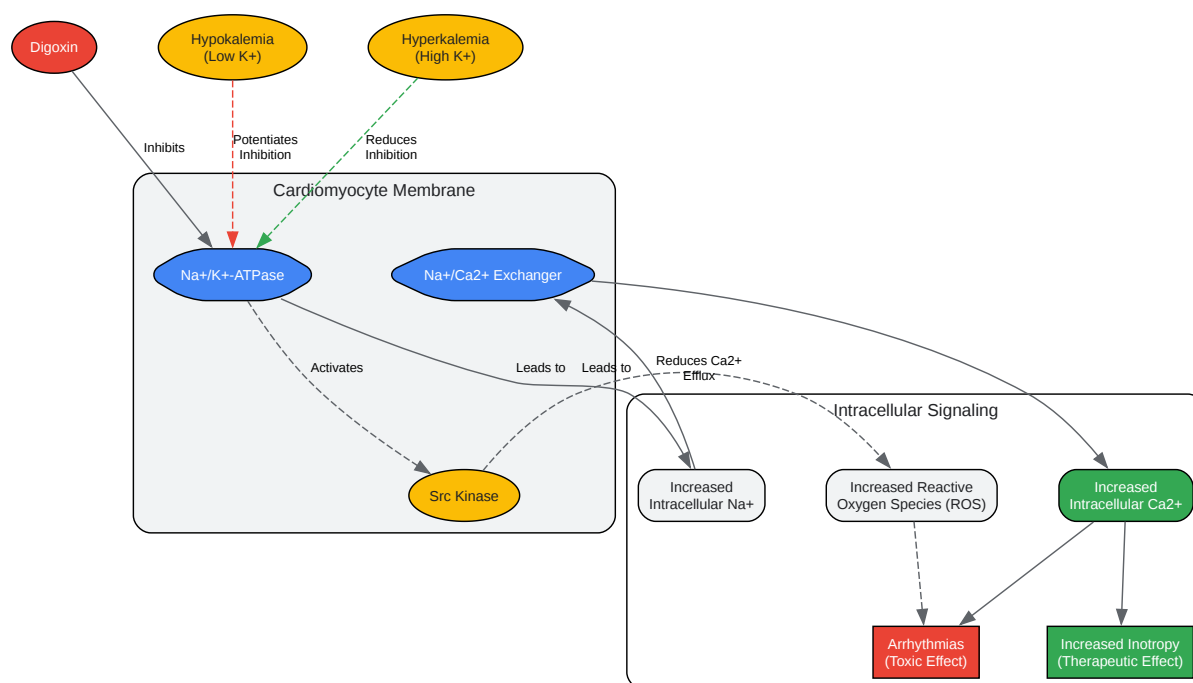 Digoxin
Hypokalemia
(Low K+)
Hyperkalemia
(High K+)
Inhibits
Potentiates
Inhibition
Reduces
Inhibition
Cardiomyocyte Membrane
Na+/K+-ATPase
Na+/Ca2+ Exchanger
Activates
Leads to
Leads to
Reduces Ca2+
Efflux
Intracellular Signaling
Src Kinase
Increased
Intracellular Na+
Increased Reactive
Oxygen Species (ROS)
Increased
Intracellular Ca2+
Arrhythmias
(Toxic Effect)
Increased Inotropy
(Therapeutic Effect)